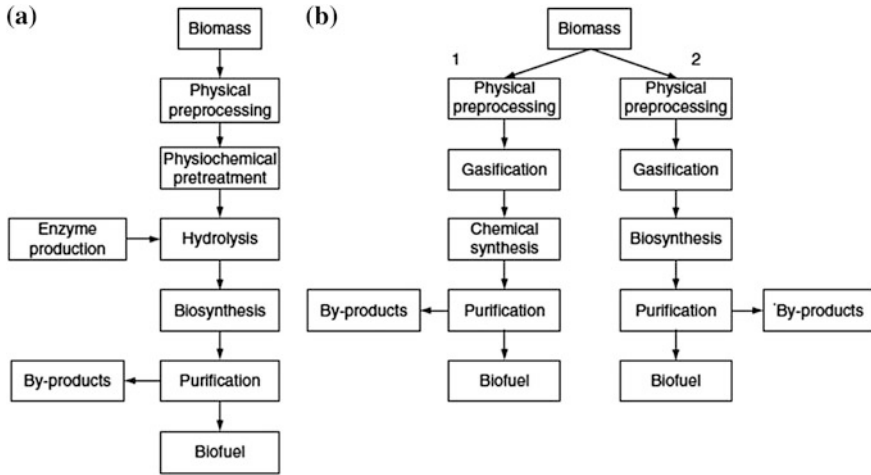 (a)
Biomass
Physical
preprocessing
Physiochemical
pretreatment
Enzyme
production
Hydrolysis
Biosynthesis
By-products
Purification
Biofuel
(b)
Biomass
1
2
Physical
preprocessing
Physical
preprocessing
Gasification
Gasification
Chemical
synthesis
Biosynthesis
By-products
Purification
Purification
By-products
Biofuel
Biofuel